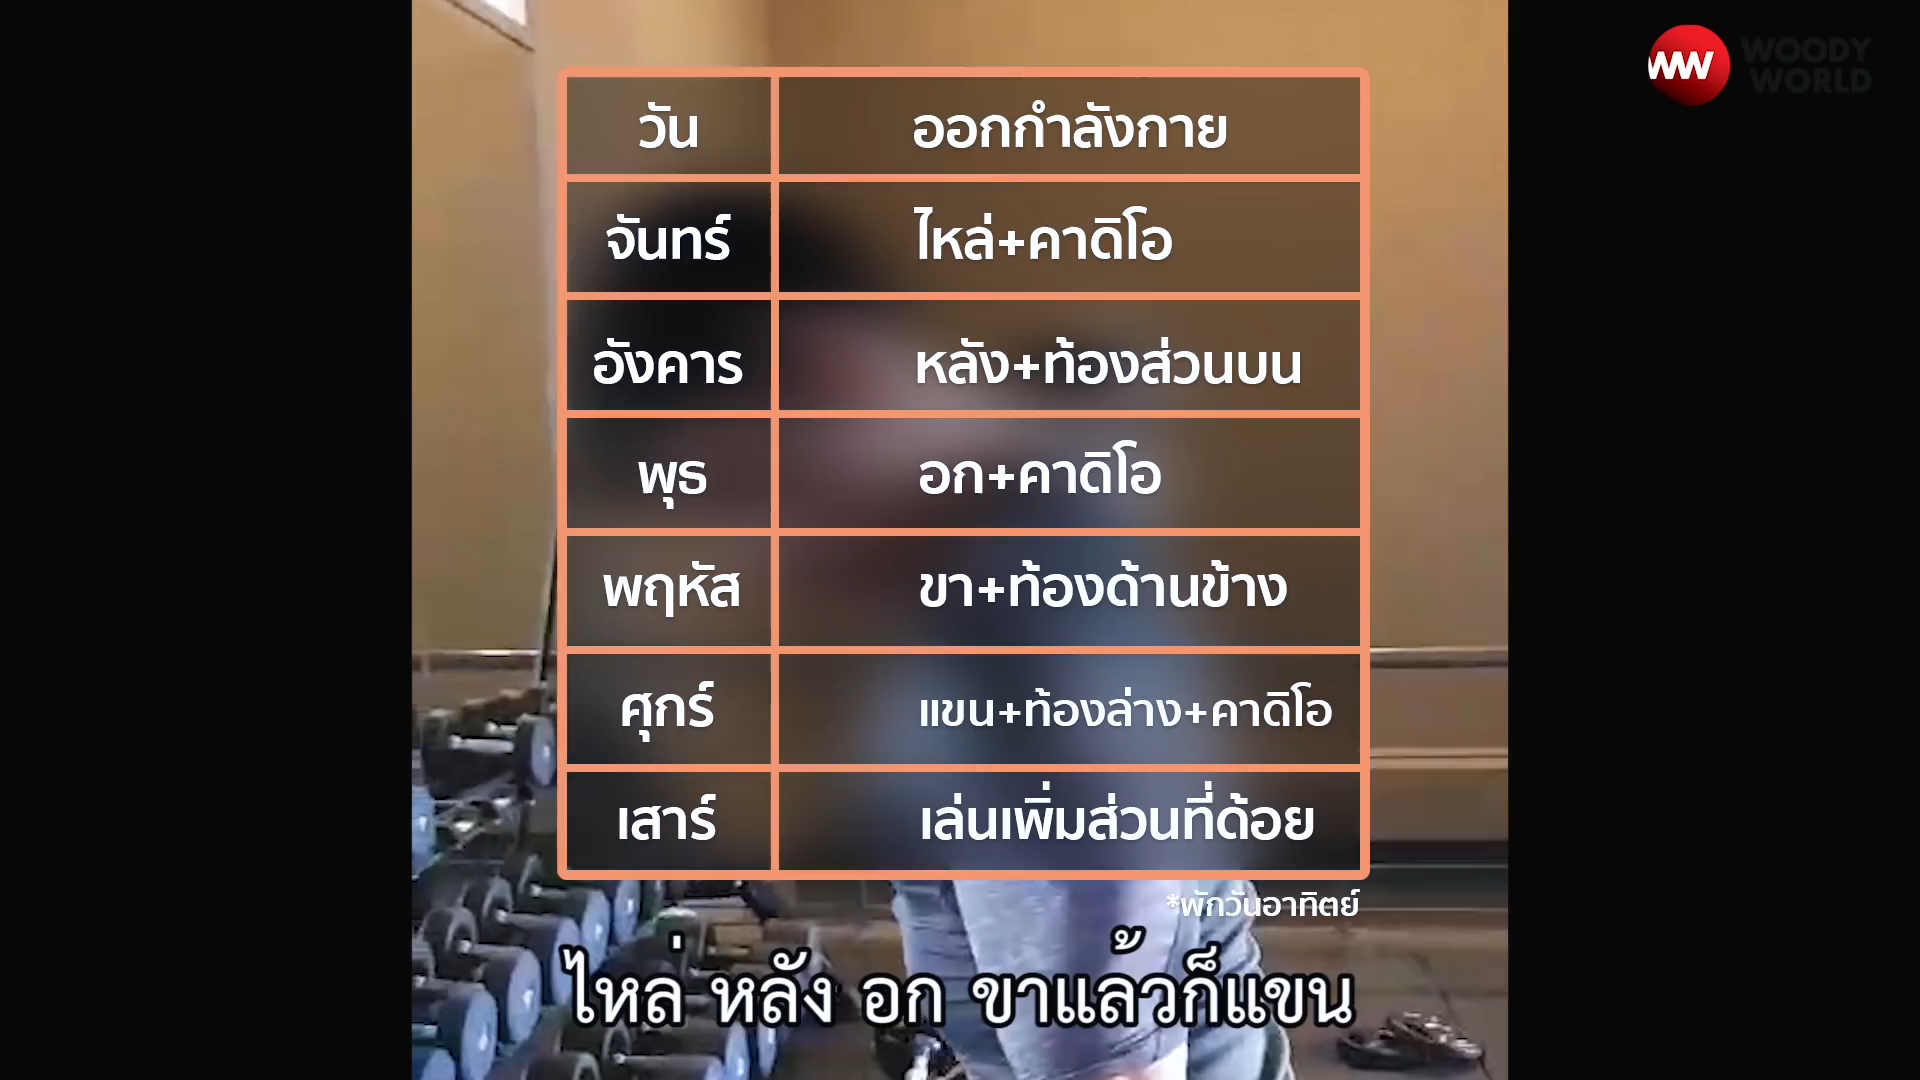 WOODY
WORLD
วัน ออกกำลังกาย
จันทร์ ไหล่+คาดิโอ
อังคาร หลัง+ท้องส่วนบน
พุธ อก+คาดิโอ
พฤหัส ขา+ท้องด้านข้าง
ศุกร์ แขน+ท้องล่าง+คาดิโอ
เสาร์ เล่นเพิ่มส่วนที่ด้อย
*พักวันอาทิตย์
ไหล่ หลัง อก ขาแล้วก็แขน